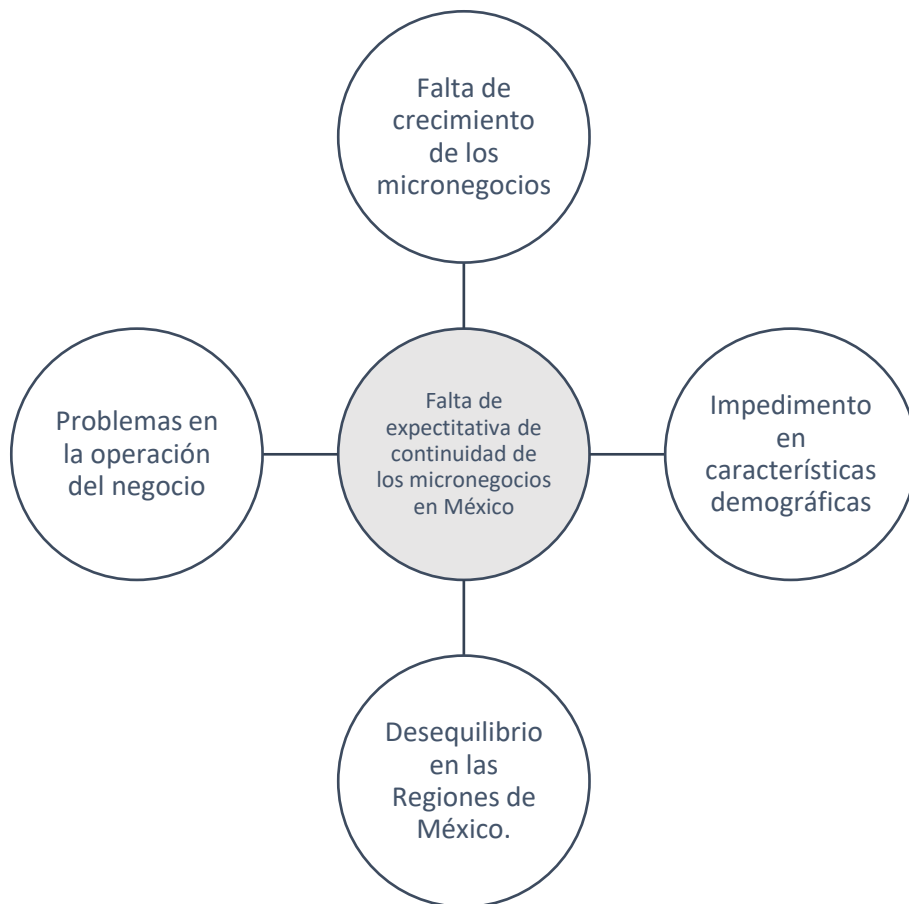 Falta de
crecimiento
de los
micronegocios
Problemas en
la operación
del negocio
Falta de
expectitativa de
continuidad de
los micronegocios
en México
Impedimento
en
características
demográficas
Desequilibrio
en las
Regiones de
México.